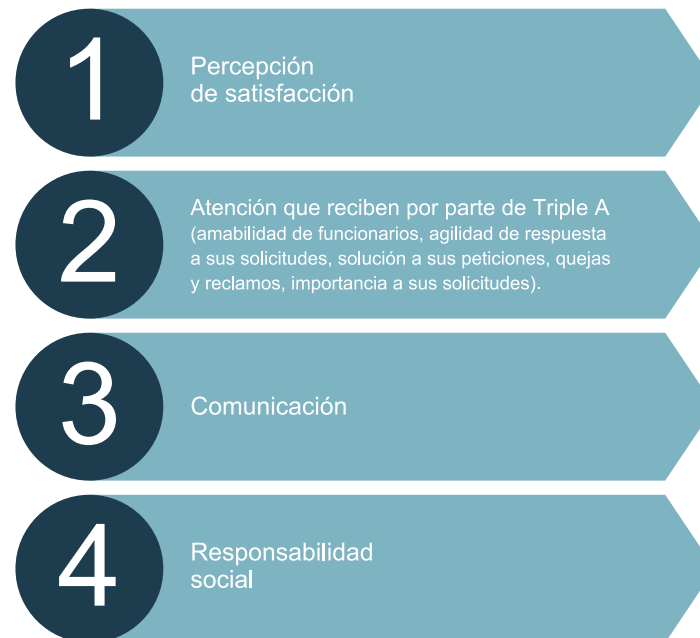 1
Percepción
de satisfacción
2
Atención que reciben por parte de Triple A
(amabilidad de funcionarios, agilidad de respuesta
a sus solicitudes, solución a sus peticiones, quejas
y reclamos, importancia a sus solicitudes).
3
Comunicación
4
Responsabilidad
social